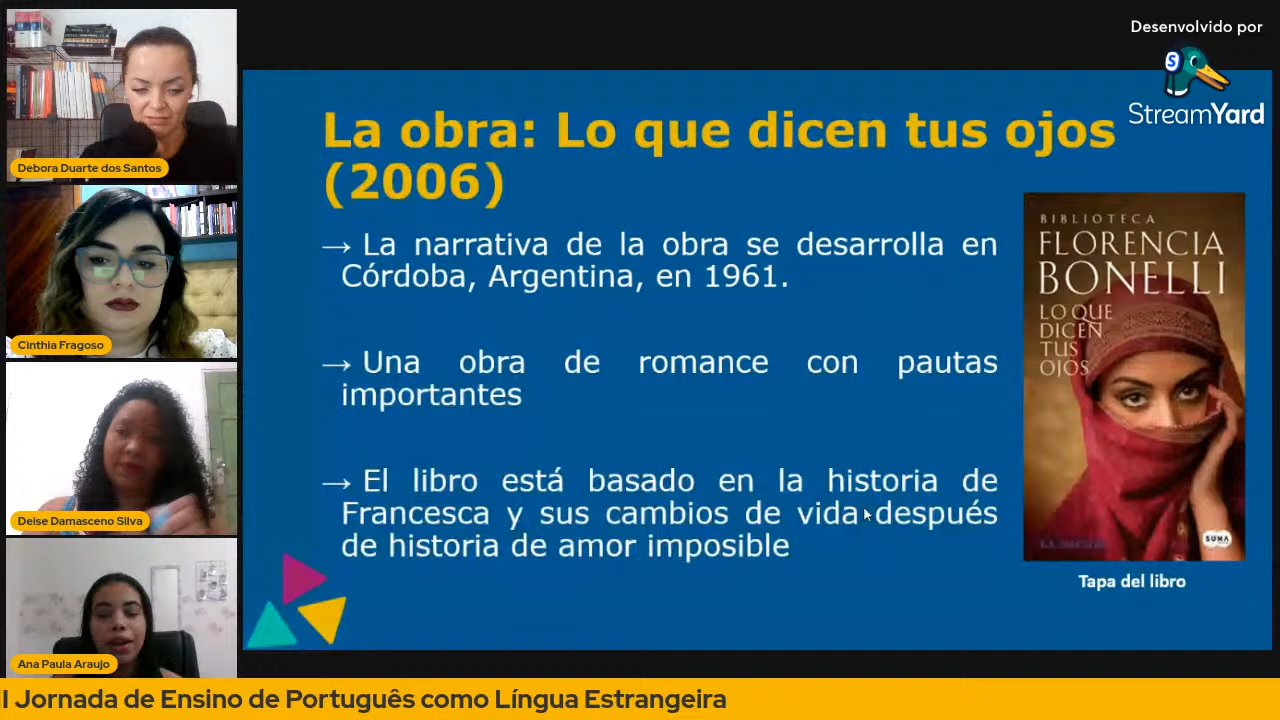 Desenvolvido por
StreamYard
Debora Duarte dos Santos
Cinthia Fragoso
Deise Damasceno Silva
Ana Paula Araujo
La obra: Lo que dicen tus ojos
(2006)
→ La narrativa de la obra se desarrolla en
Córdoba, Argentina, en 1961.
→ Una obra de romance con pautas
importantes
→ El libro está basado en la historia de
Francesca y sus cambios de vida después
de historia de amor imposible
BIBLIOTECA
FLORENCIA
BONELLI
LO QUE
DICEN
TUS
OJOS
SUMA
Tapa del libro
Jornada de Ensino de Português como Língua Estrangeira